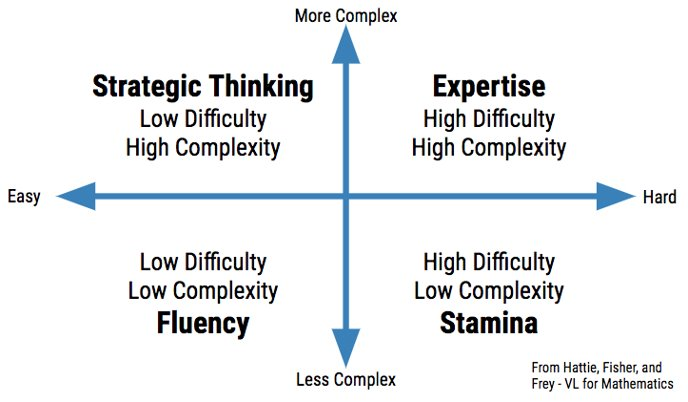 More Complex
Strategic Thinking
Low Difficulty
High Complexity
Expertise
High Difficulty
High Complexity
Easy
Hard
Low Difficulty
Low Complexity
Fluency
High Difficulty
Low Complexity
Stamina
Less Complex
From Hattie, Fisher, and
Frey - VL for Mathematics